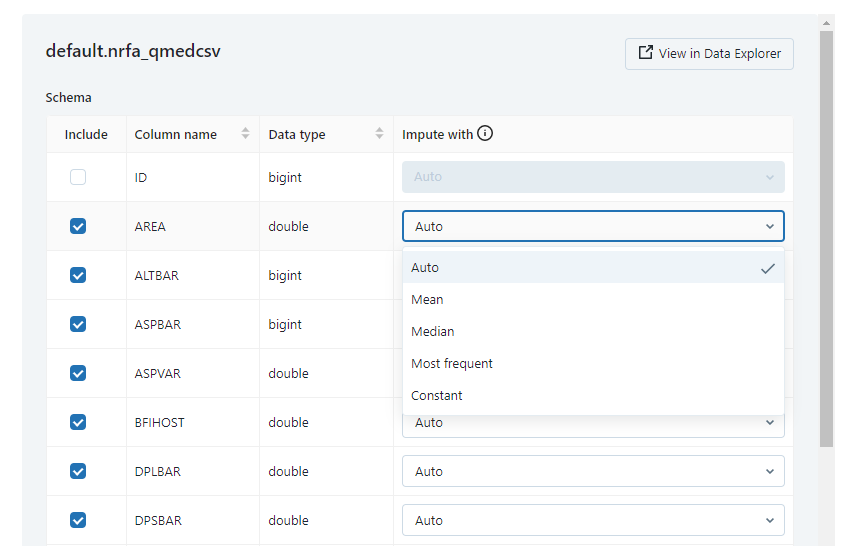 default.nrfa_qmedcsv
View in Data Explorer
Schema
Include Column name Data type Impute with
ID bigint Auto
AREA double Auto
ALTBAR bigint
Auto
Mean
ASPBAR bigint
Median
Most frequent
ASPVAR double
Constant
BFIHOST double Auto
DPLBAR double Auto
DPSBAR double Auto